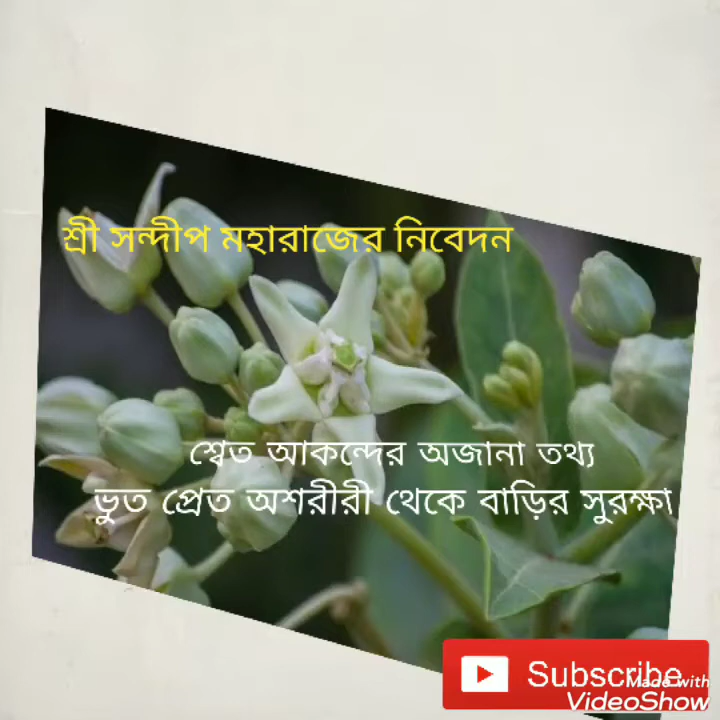 শ্রী সন্দীপ মহারাজের নিবেদন
শ্বেত আকন্দের অজানা তথ্য
ভুত প্রেত অশরীরী থেকে বাড়ির সুরক্ষা
Subscribe
Made with
VideoShow